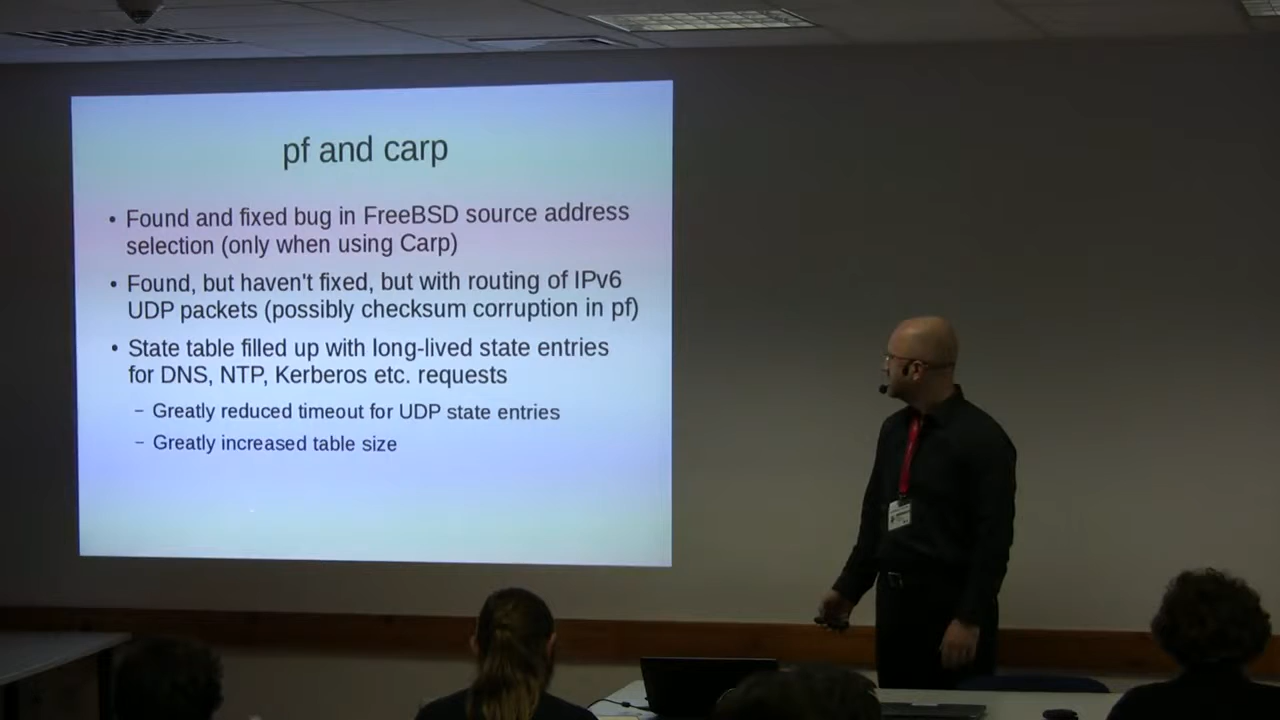 pf and carp
• Found and fixed bug in FreeBSD source address
selection (only when using Carp)
• Found, but haven't fixed, but with routing of IPv6
UDP packets (possibly checksum corruption in pf)
• State table filled up with long-lived state entries
for DNS, NTP, Kerberos etc. requests
– Greatly reduced timeout for UDP state entries
– Greatly increased table size